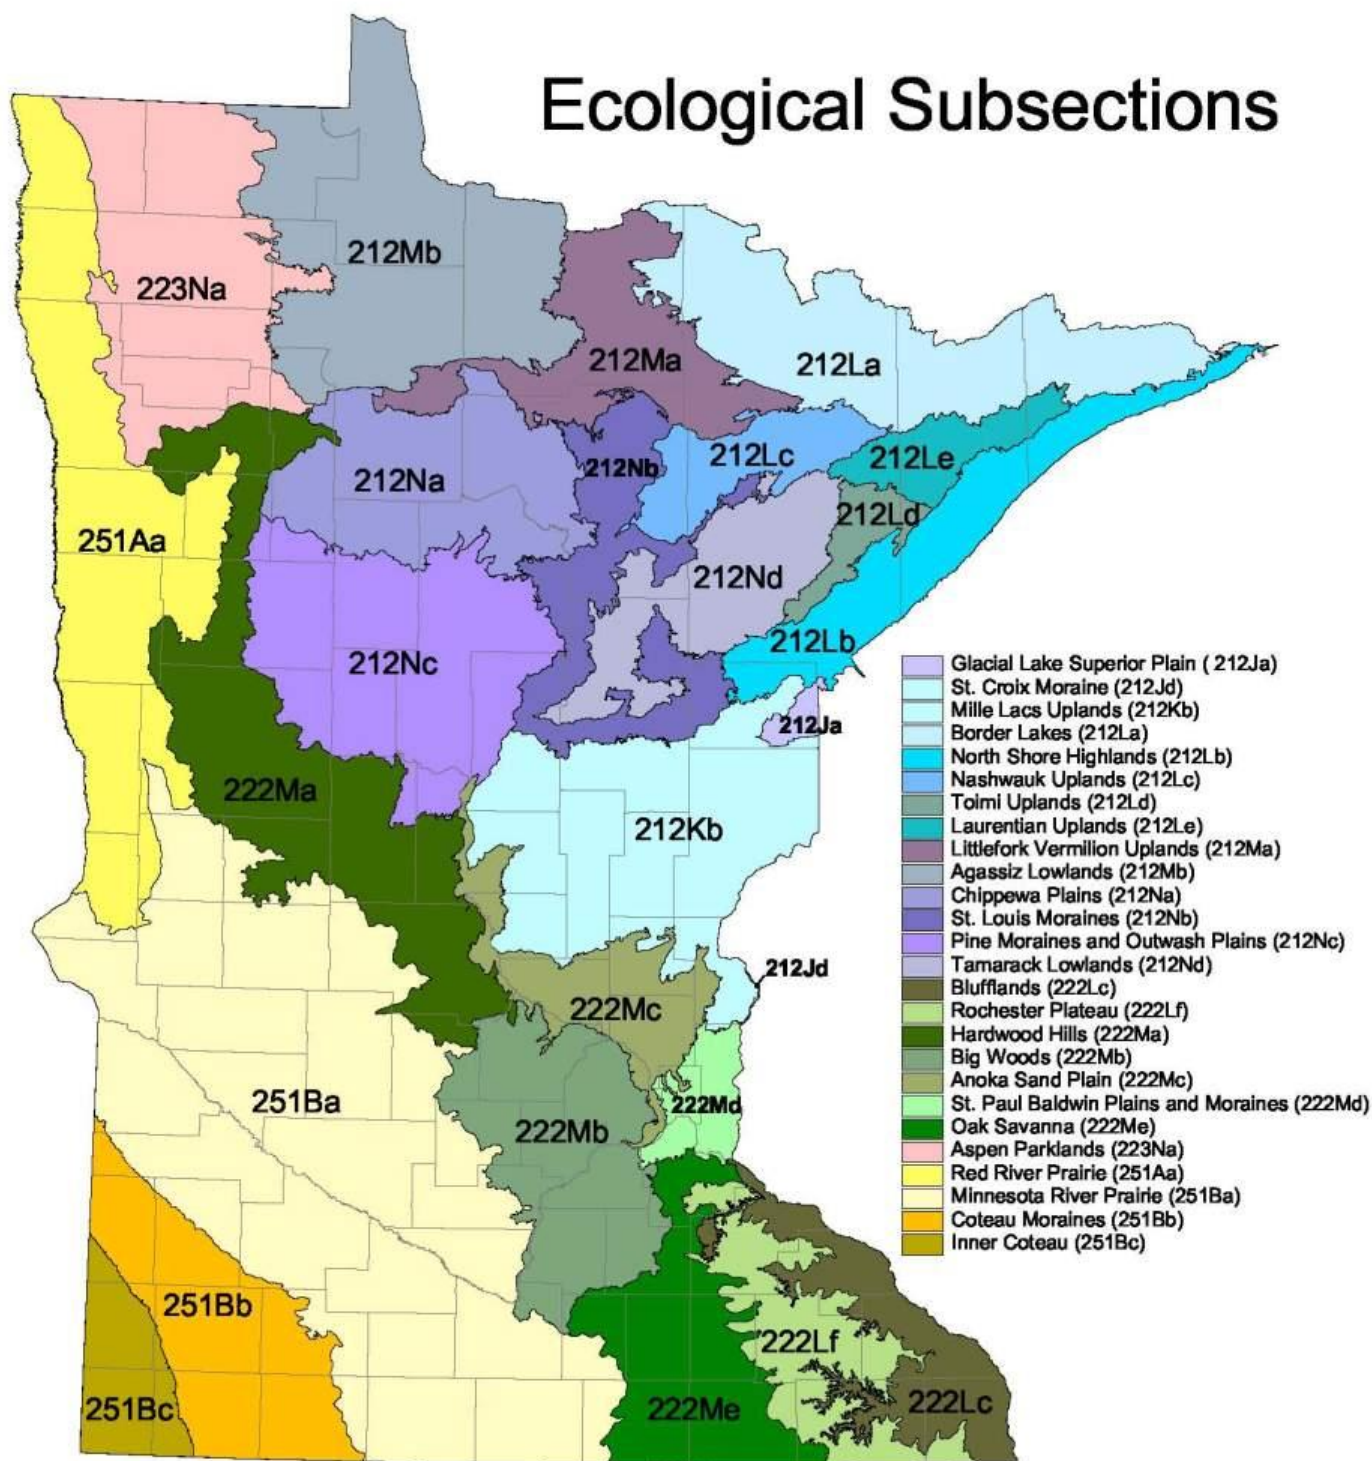 Ecological Subsections
212Mb
223Na
212Ma
212La
212Na
212Nb
212Lc
212Le
212Ld
251Aa
212Nd
212Lb
212Nc
212Ja
222Ma
212Kb
212Jd
222Mc
251Ba
222Md
222Mb
251Bb
222Lf
251Bc
222Me
222Lc
Glacial Lake Superior Plain ( 212Ja)
St. Croix Moraine (212Jd)
Mille Lacs Uplands (212Kb)
Border Lakes (212La)
North Shore Highlands (212Lb)
Nashwauk Uplands (212Lc)
Toimi Uplands (212Ld)
Laurentian Uplands (212Le)
Littlefork Vermilion Uplands (212Ma)
Agassiz Lowlands (212Mb)
Chippewa Plains (212Na)
St. Louis Moraines (212Nb)
Pine Moraines and Outwash Plains (212Nc)
Tamarack Lowlands (212Nd)
Blufflands (222Lc)
Rochester Plateau (222Lf)
Hardwood Hills (222Ma)
Big Woods (222Mb)
Anoka Sand Plain (222Mc)
St. Paul Baldwin Plains and Moraines (222Md)
Oak Savanna (222Me)
Aspen Parklands (223Na)
Red River Prairie (251Aa)
Minnesota River Prairie (251Ba)
Coteau Moraines (251Bb)
Inner Coteau (251Bc)